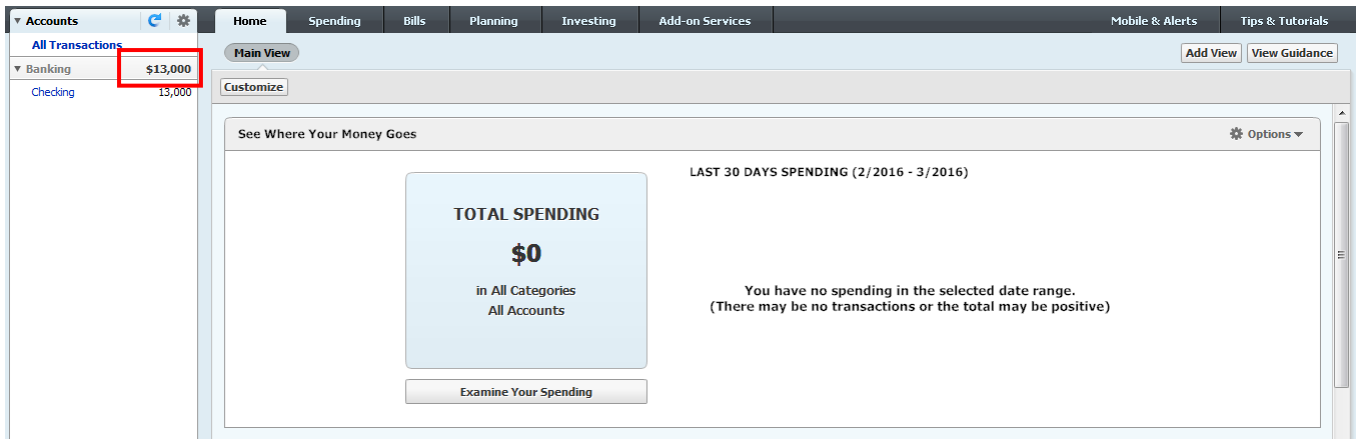 Accounts
Home Spending Bills Planning Investing Add-on Services Mobile & Alerts Tips & Tutorials
All Transactions
Main View Add View View Guidance
Banking $13,000
Customize
Checking 13,000
See Where Your Money Goes Options
LAST 30 DAYS SPENDING (2/2016 - 3/2016)
TOTAL SPENDING
$0
in All Categories
All Accounts
You have no spending in the selected date range.
(There may be no transactions or the total may be positive)
Examine Your Spending